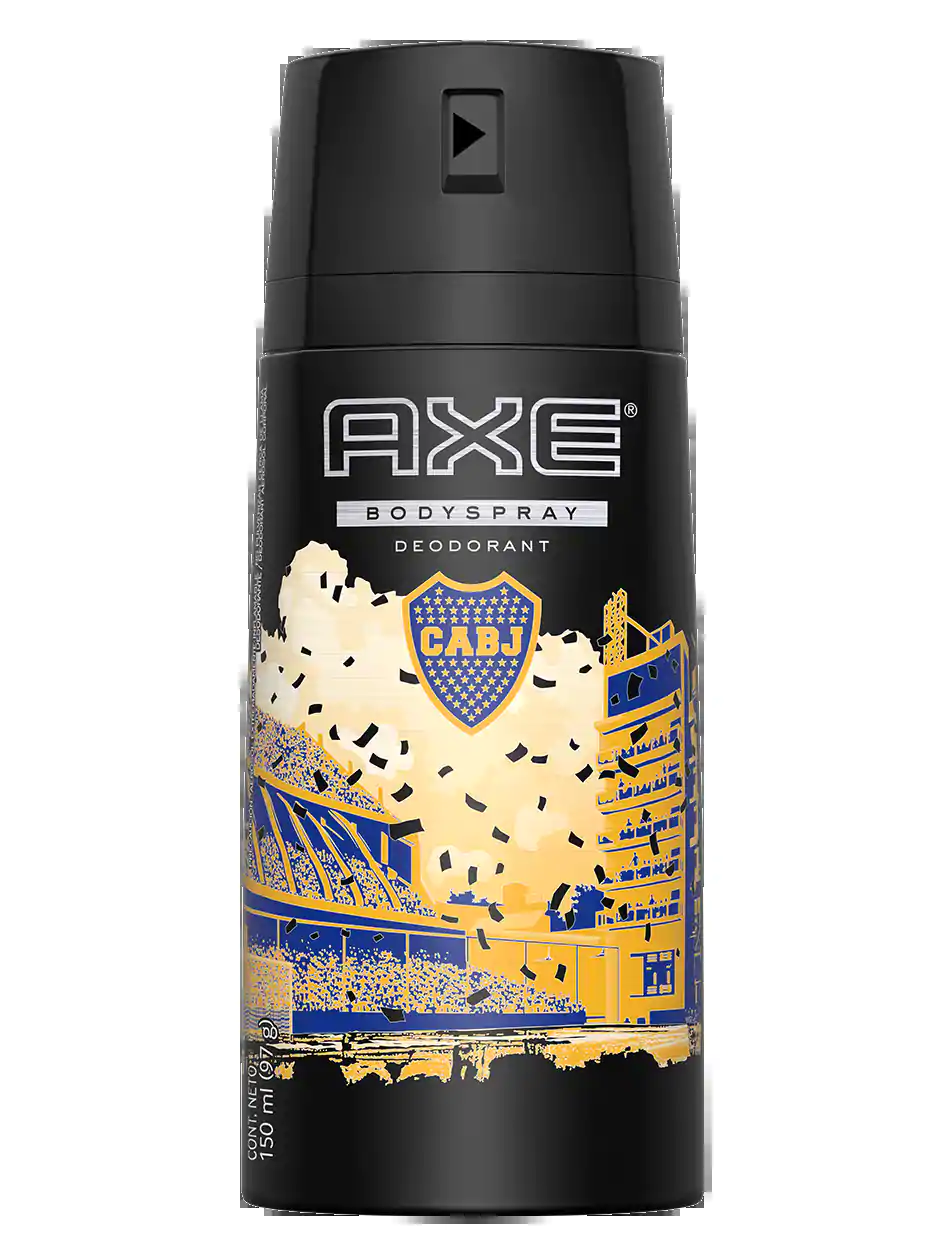 AXE®
BODYSPRAY
DEODORANT
CABJ
CONT. NETO:
150 ml (97 g)